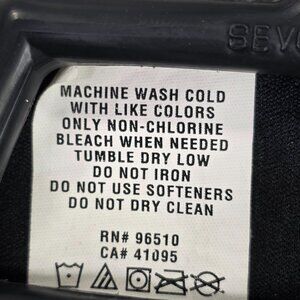 MACHINE WASH COLD
WITH LIKE COLORS
ONLY NON-CHLORINE
BLEACH WHEN NEEDED
TUMBLE DRY LOW
DO NOT IRON
DO NOT USE SOFTENERS
DO NOT DRY CLEAN
RN# 96510
CA# 41095